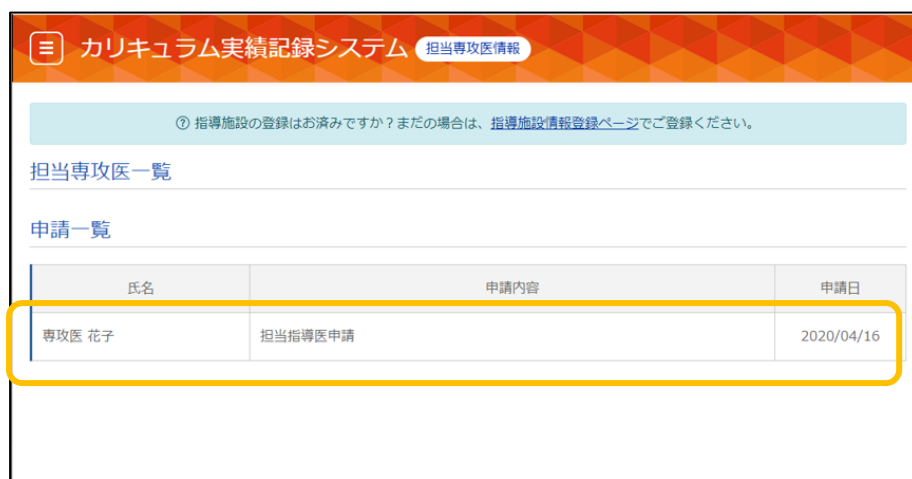 カリキュラム実績記録システム 担当専攻医情報
? 指導施設の登録はお済みですか？まだの場合は、指導施設情報登録ページでご登録ください。
担当専攻医一覧
申請一覧
氏名 申請内容 申請日
専攻医 花子 担当指導医申請 2020/04/16